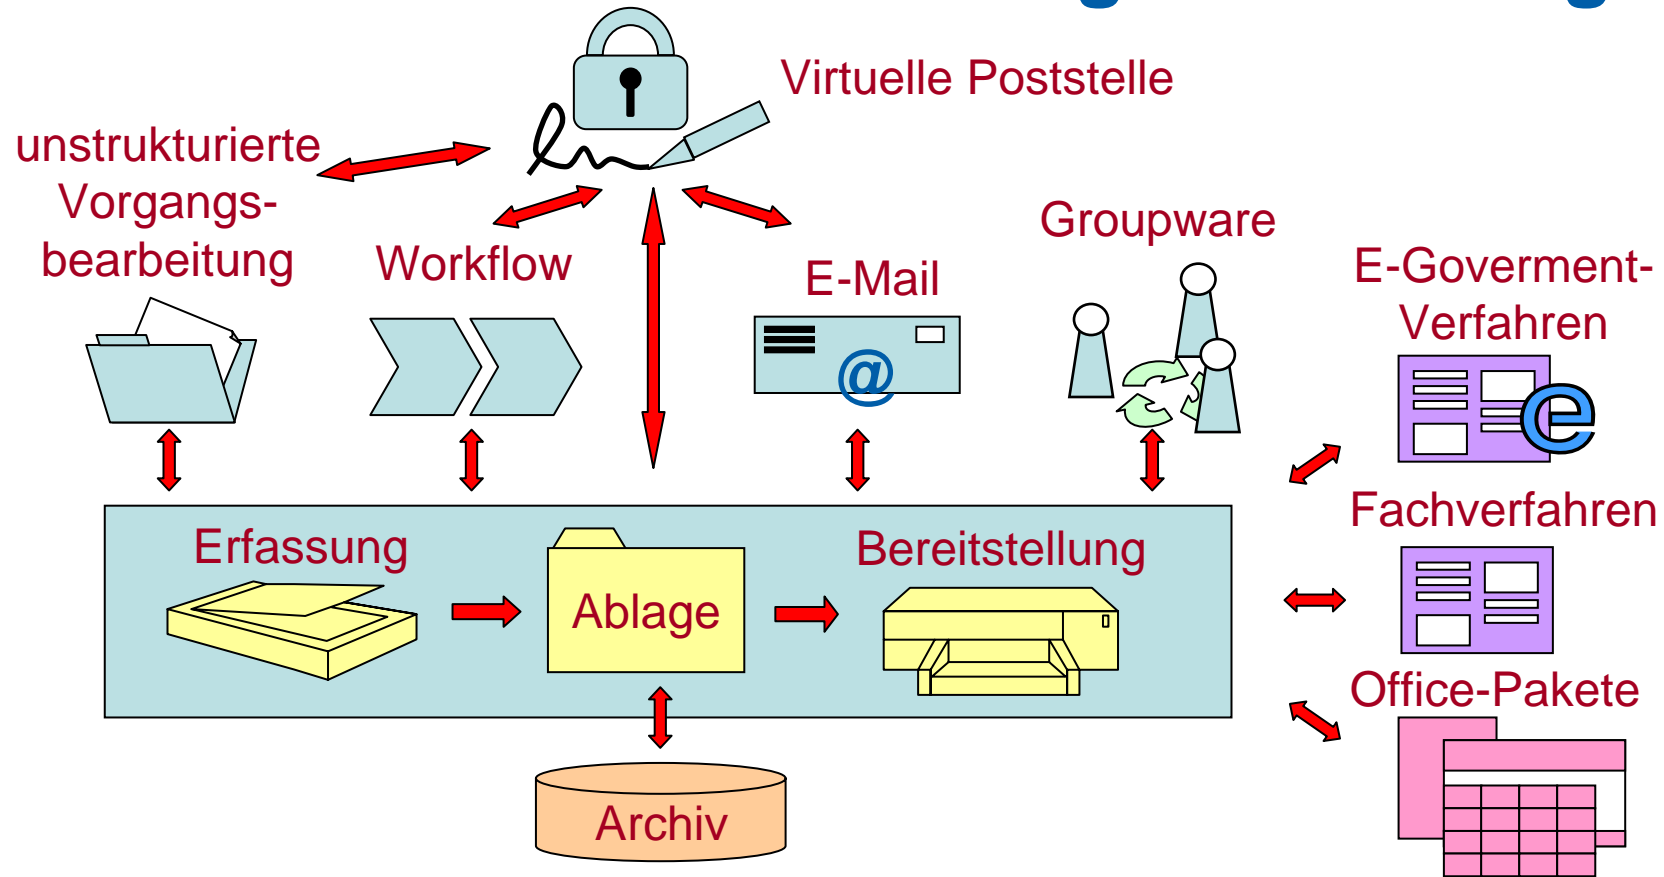 Virtuelle Poststelle
unstrukturierte
Vorgangs-
bearbeitung
Workflow
E-Mail
@
Groupware
E-Goverment-
Verfahren
e
Erfassung
Ablage
Bereitstellung
Fachverfahren
Office-Pakete
Archiv